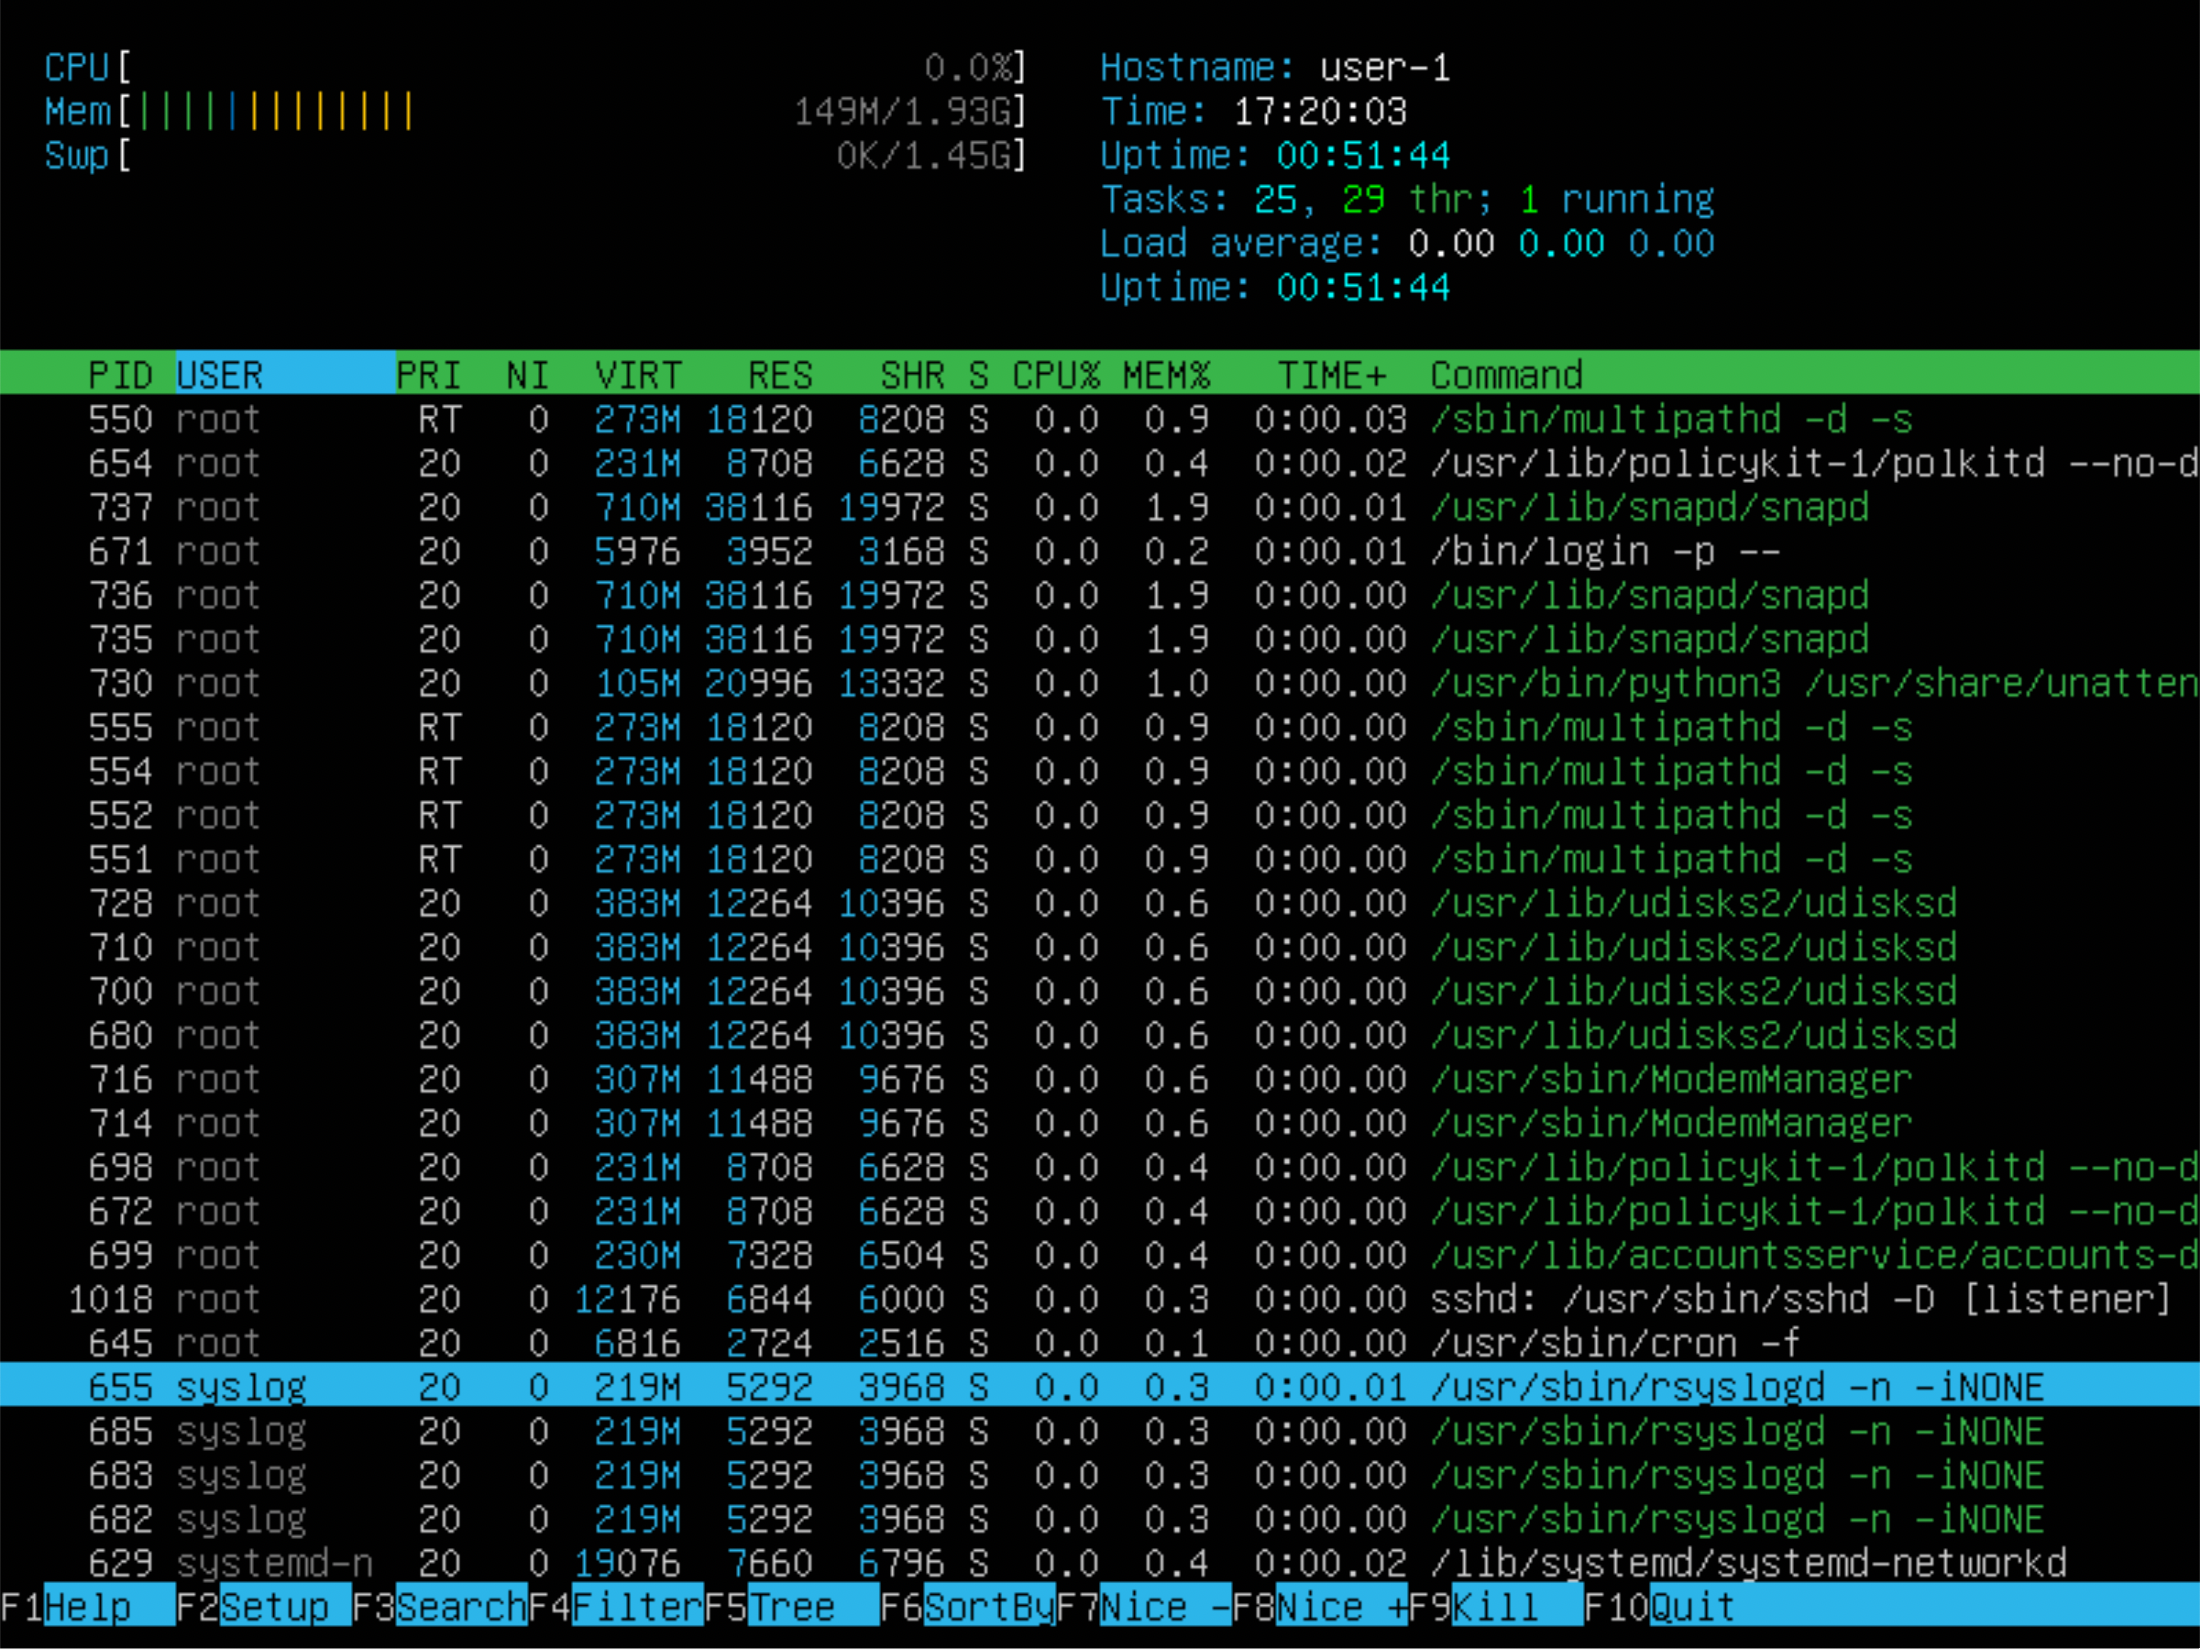 CPU[ 0.0%] Hostname: user-1
Mem[||||||||||||| 149M/1.93G] Time: 17:20:03
Swp[ 0K/1.45G] Uptime: 00:51:44
Tasks: 25, 29 thr; 1 running
Load average: 0.00 0.00 0.00
Uptime: 00:51:44
PID USER PRI NI VIRT RES SHR S CPU% MEM% TIME+ Command
550 root RT 0 273M 18120 8208 S 0.0 0.9 0:00.03 /sbin/multipathd -d -s
654 root 20 0 231M 8708 6628 S 0.0 0.4 0:00.02 /usr/lib/policykit-1/polkitd --no-d
737 root 20 0 710M 38116 19972 S 0.0 1.9 0:00.01 /usr/lib/snapd/snapd
671 root 20 0 5976 3952 3168 S 0.0 0.2 0:00.01 /bin/login -p --
736 root 20 0 710M 38116 19972 S 0.0 1.9 0:00.00 /usr/lib/snapd/snapd
735 root 20 0 710M 38116 19972 S 0.0 1.9 0:00.00 /usr/lib/snapd/snapd
730 root 20 0 105M 20996 13332 S 0.0 1.0 0:00.00 /usr/bin/python3 /usr/share/unatten
555 root RT 0 273M 18120 8208 S 0.0 0.9 0:00.00 /sbin/multipathd -d -s
554 root RT 0 273M 18120 8208 S 0.0 0.9 0:00.00 /sbin/multipathd -d -s
552 root RT 0 273M 18120 8208 S 0.0 0.9 0:00.00 /sbin/multipathd -d -s
551 root RT 0 273M 18120 8208 S 0.0 0.9 0:00.00 /sbin/multipathd -d -s
728 root 20 0 383M 12264 10396 S 0.0 0.6 0:00.00 /usr/lib/udisks2/udisksd
710 root 20 0 383M 12264 10396 S 0.0 0.6 0:00.00 /usr/lib/udisks2/udisksd
700 root 20 0 383M 12264 10396 S 0.0 0.6 0:00.00 /usr/lib/udisks2/udisksd
680 root 20 0 383M 12264 10396 S 0.0 0.6 0:00.00 /usr/lib/udisks2/udisksd
716 root 20 0 307M 11488 9676 S 0.0 0.6 0:00.00 /usr/sbin/ModemManager
714 root 20 0 307M 11488 9676 S 0.0 0.6 0:00.00 /usr/sbin/ModemManager
698 root 20 0 231M 8708 6628 S 0.0 0.4 0:00.00 /usr/lib/policykit-1/polkitd --no-d
672 root 20 0 231M 8708 6628 S 0.0 0.4 0:00.00 /usr/lib/policykit-1/polkitd --no-d
699 root 20 0 230M 7328 6504 S 0.0 0.4 0:00.00 /usr/lib/accountsservice/accounts-d
1018 root 20 0 12176 6844 6000 S 0.0 0.3 0:00.00 sshd: /usr/sbin/sshd -D [listener]
645 root 20 0 6816 2724 2516 S 0.0 0.1 0:00.00 /usr/sbin/cron -f
655 syslog 20 0 219M 5292 3968 S 0.0 0.3 0:00.01 /usr/sbin/rsyslogd -n -iNONE
685 syslog 20 0 219M 5292 3968 S 0.0 0.3 0:00.00 /usr/sbin/rsyslogd -n -iNONE
683 syslog 20 0 219M 5292 3968 S 0.0 0.3 0:00.00 /usr/sbin/rsyslogd -n -iNONE
682 syslog 20 0 219M 5292 3968 S 0.0 0.3 0:00.00 /usr/sbin/rsyslogd -n -iNONE
629 systemd-n 20 0 19076 7660 6796 S 0.0 0.4 0:00.02 /lib/systemd/systemd-networkd
F1Help F2Setup F3SearchF4FilterF5Tree F6SortByF7Nice -F8Nice +F9Kill F10Quit